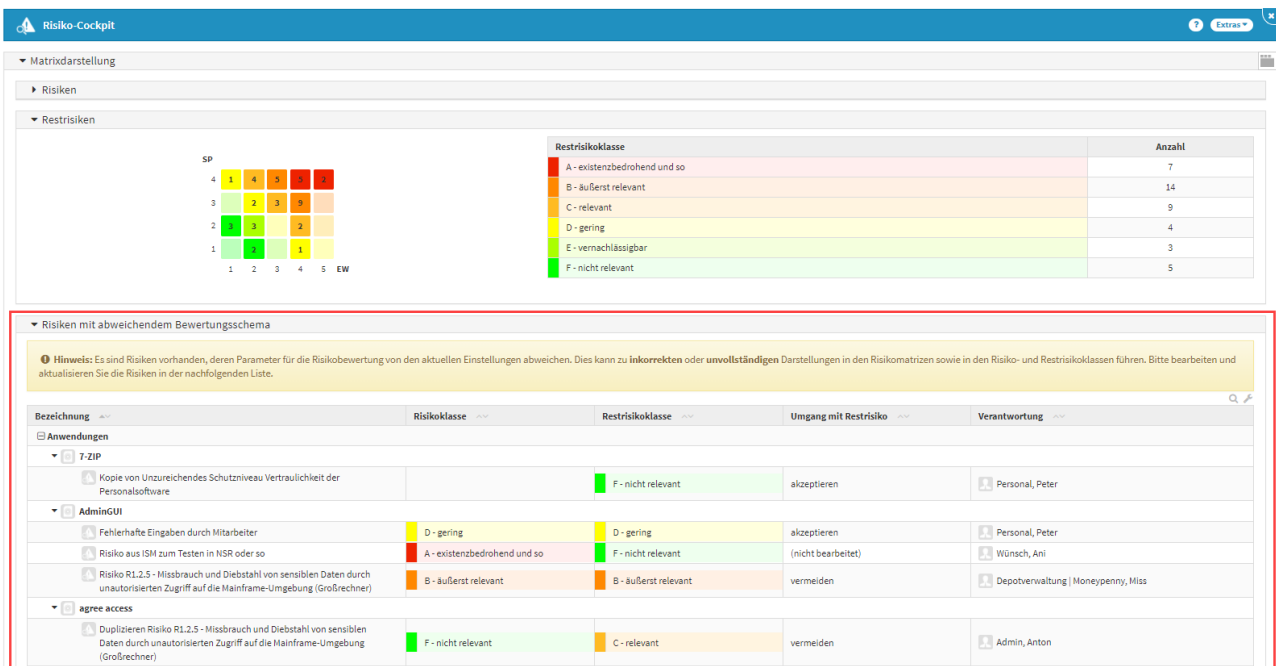 Risiko-Cockpit
? Extras
Matrixdarstellung
Risiken
Restrisiken
SP
4 1 4 5 5 2
3 2 3 9
2 3 3 2
1 2 1
1 2 3 4 5 EW
Restrisikoklasse Anzahl
A - existenzbedrohend und so 7
B - äußerst relevant 14
C - relevant 9
D - gering 4
E - vernachlässigbar 3
F - nicht relevant 5
Risiken mit abweichendem Bewertungsschema
Hinweis: Es sind Risiken vorhanden, deren Parameter für die Risikobewertung von den aktuellen Einstellungen abweichen. Dies kann zu inkorrekten oder unvollständigen Darstellungen in den Risikomatrizen sowie in den Risiko- und Restrisikoklassen führen. Bitte bearbeiten und
aktualisieren Sie die Risiken in der nachfolgenden Liste.
Bezeichnung Risikoklasse Restrisikoklasse Umgang mit Restrisiko Verantwortung
Anwendungen
7-ZIP
Kopie von Unzureichendes Schutzniveau Vertraulichkeit der
Personalsoftware
F - nicht relevant akzeptieren Personal, Peter
AdminGUI
Fehlerhafte Eingaben durch Mitarbeiter D - gering D - gering akzeptieren Personal, Peter
Risiko aus ISM zum Testen in NSR oder so A - existenzbedrohend und so F - nicht relevant (nicht bearbeitet) Wünsch, Ani
Risiko R1.2.5 - Missbrauch und Diebstahl von sensiblen Daten durch
unautorisierten Zugriff auf die Mainframe-Umgebung (Großrechner)
B - äußerst relevant B - äußerst relevant vermeiden Depotverwaltung | Moneypenny, Miss
agree access
Duplizieren Risiko R1.2.5 - Missbrauch und Diebstahl von sensiblen
Daten durch unautorisierten Zugriff auf die Mainframe-Umgebung
(Großrechner)
F - nicht relevant C - relevant vermeiden Admin, Anton